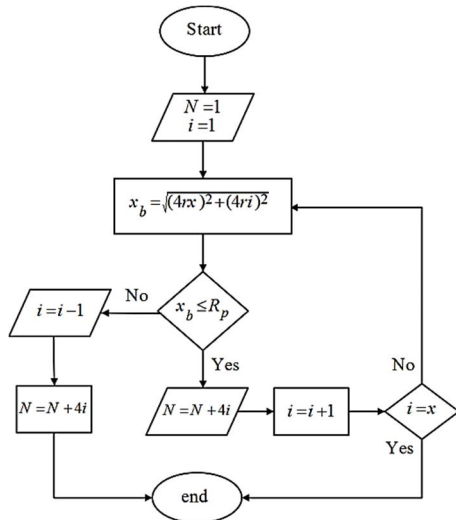 Start
N=1
i=1
x_b=√(4rx)²+(4ri)²
No
i=i−1
x_b≤R_p
Yes
No
N=N+4i
N=N+4i
i=i+1
i=x
Yes
end